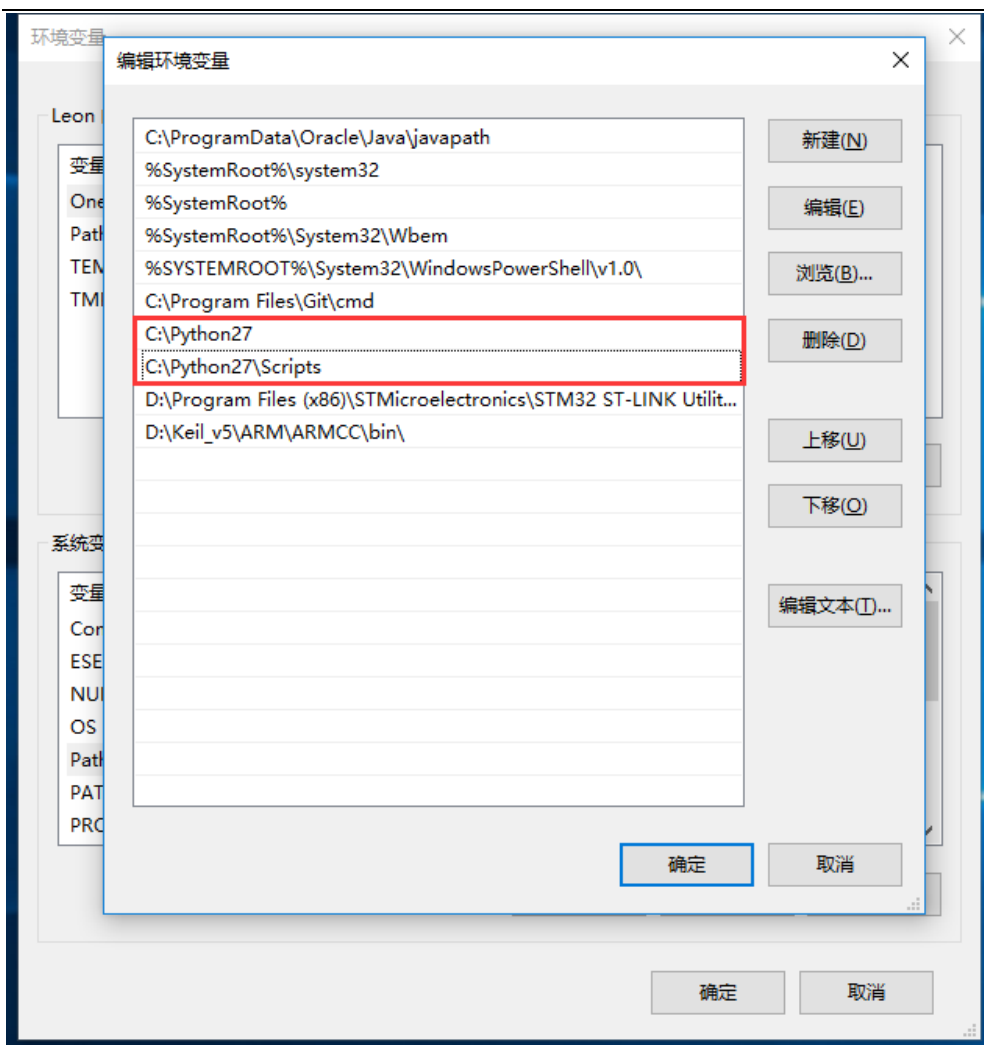 环境变量
编辑环境变量
Leon
变量
One
Path
TEM
TMI
C:\ProgramData\Oracle\Java\javapath
%SystemRoot%\system32
%SystemRoot%
%SystemRoot%\System32\Wbem
%SYSTEMROOT%\System32\WindowsPowerShell\v1.0\
C:\Program Files\Git\cmd
C:\Python27
C:\Python27\Scripts
D:\Program Files (x86)\STMicroelectronics\STM32 ST-LINK Utilit...
D:\Keil_v5\ARM\ARMCC\bin\
新建(N)
编辑(E)
浏览(B)...
删除(D)
上移(U)
下移(O)
编辑文本(T)...
系统变
变量
Con
ESE
NUI
OS
Path
PAT
PRO
确定
取消
确定
取消